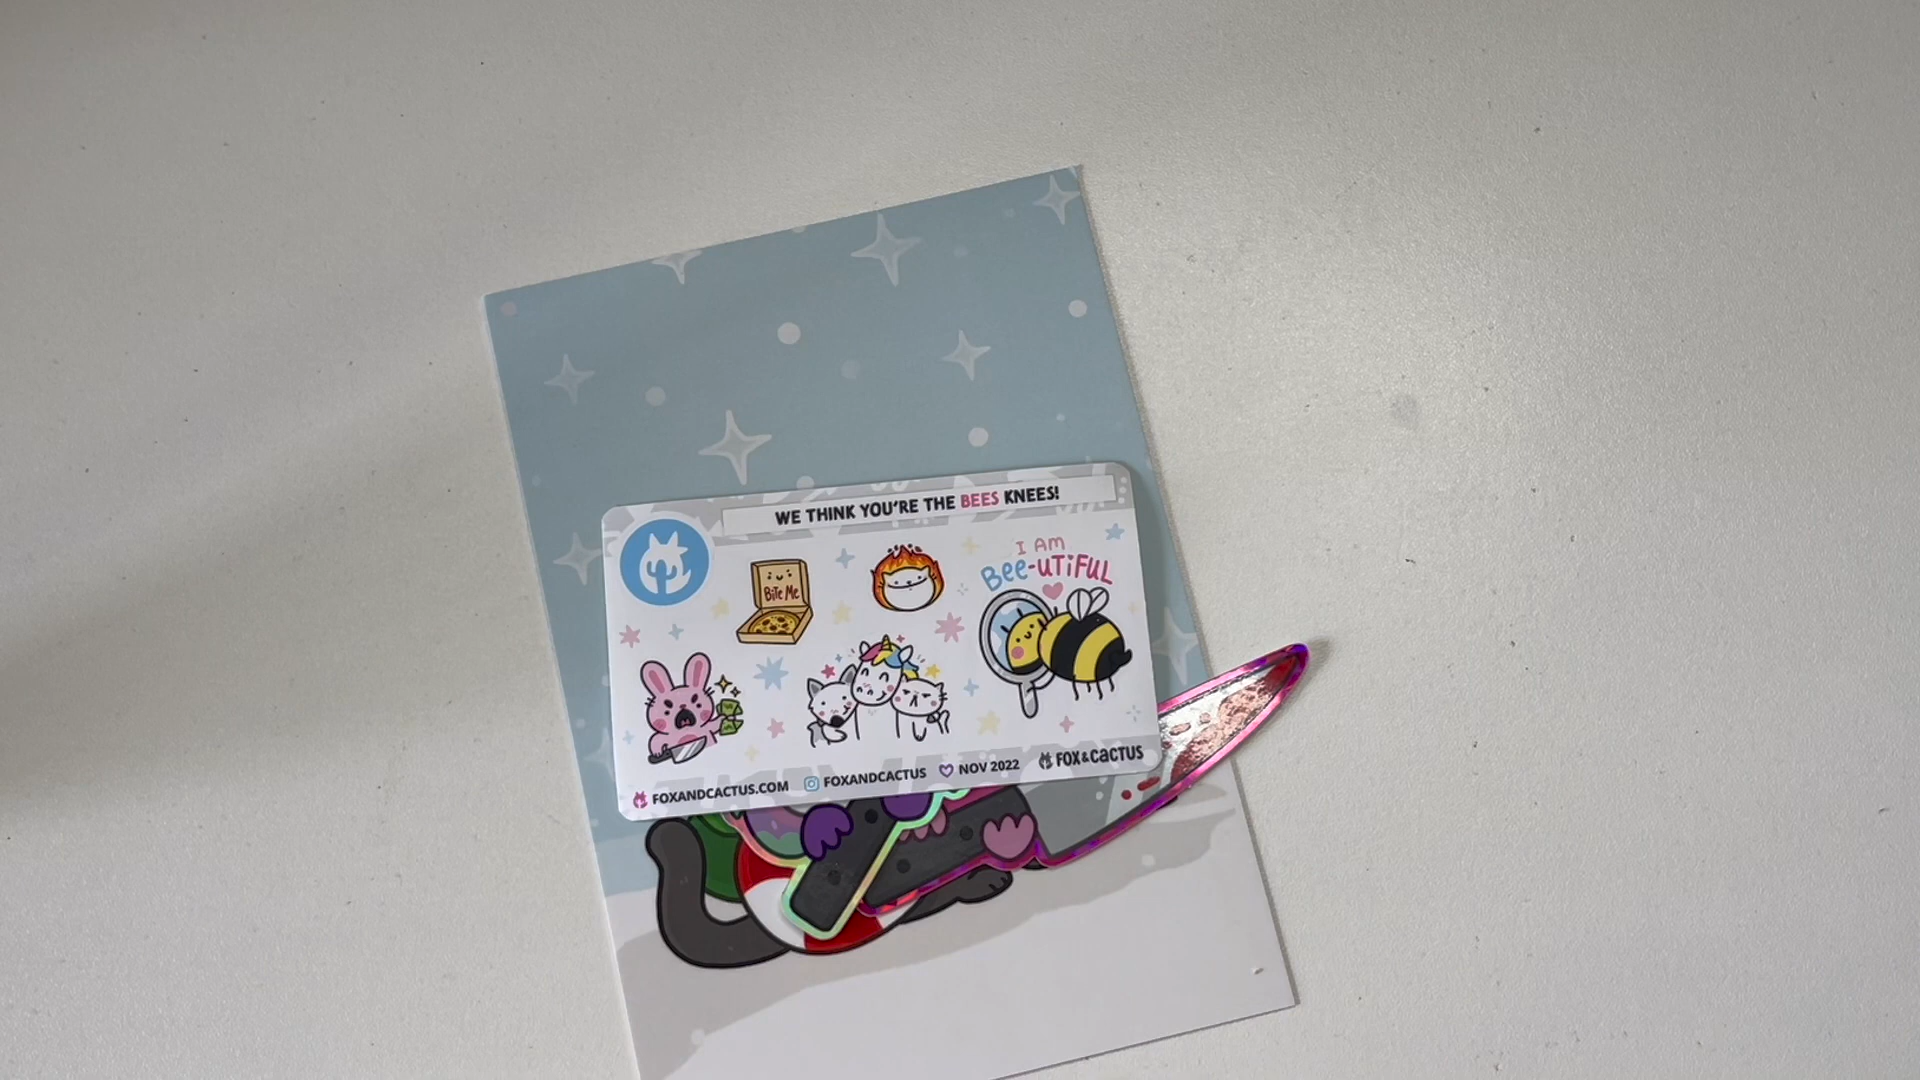 WE THINK YOU'RE THE BEES KNEES!
I AM
Bee-UTiFUL
BiTe Me
FOXANDCACTUS.COM FOXANDCACTUS NOV 2022 FOX&CACTUS